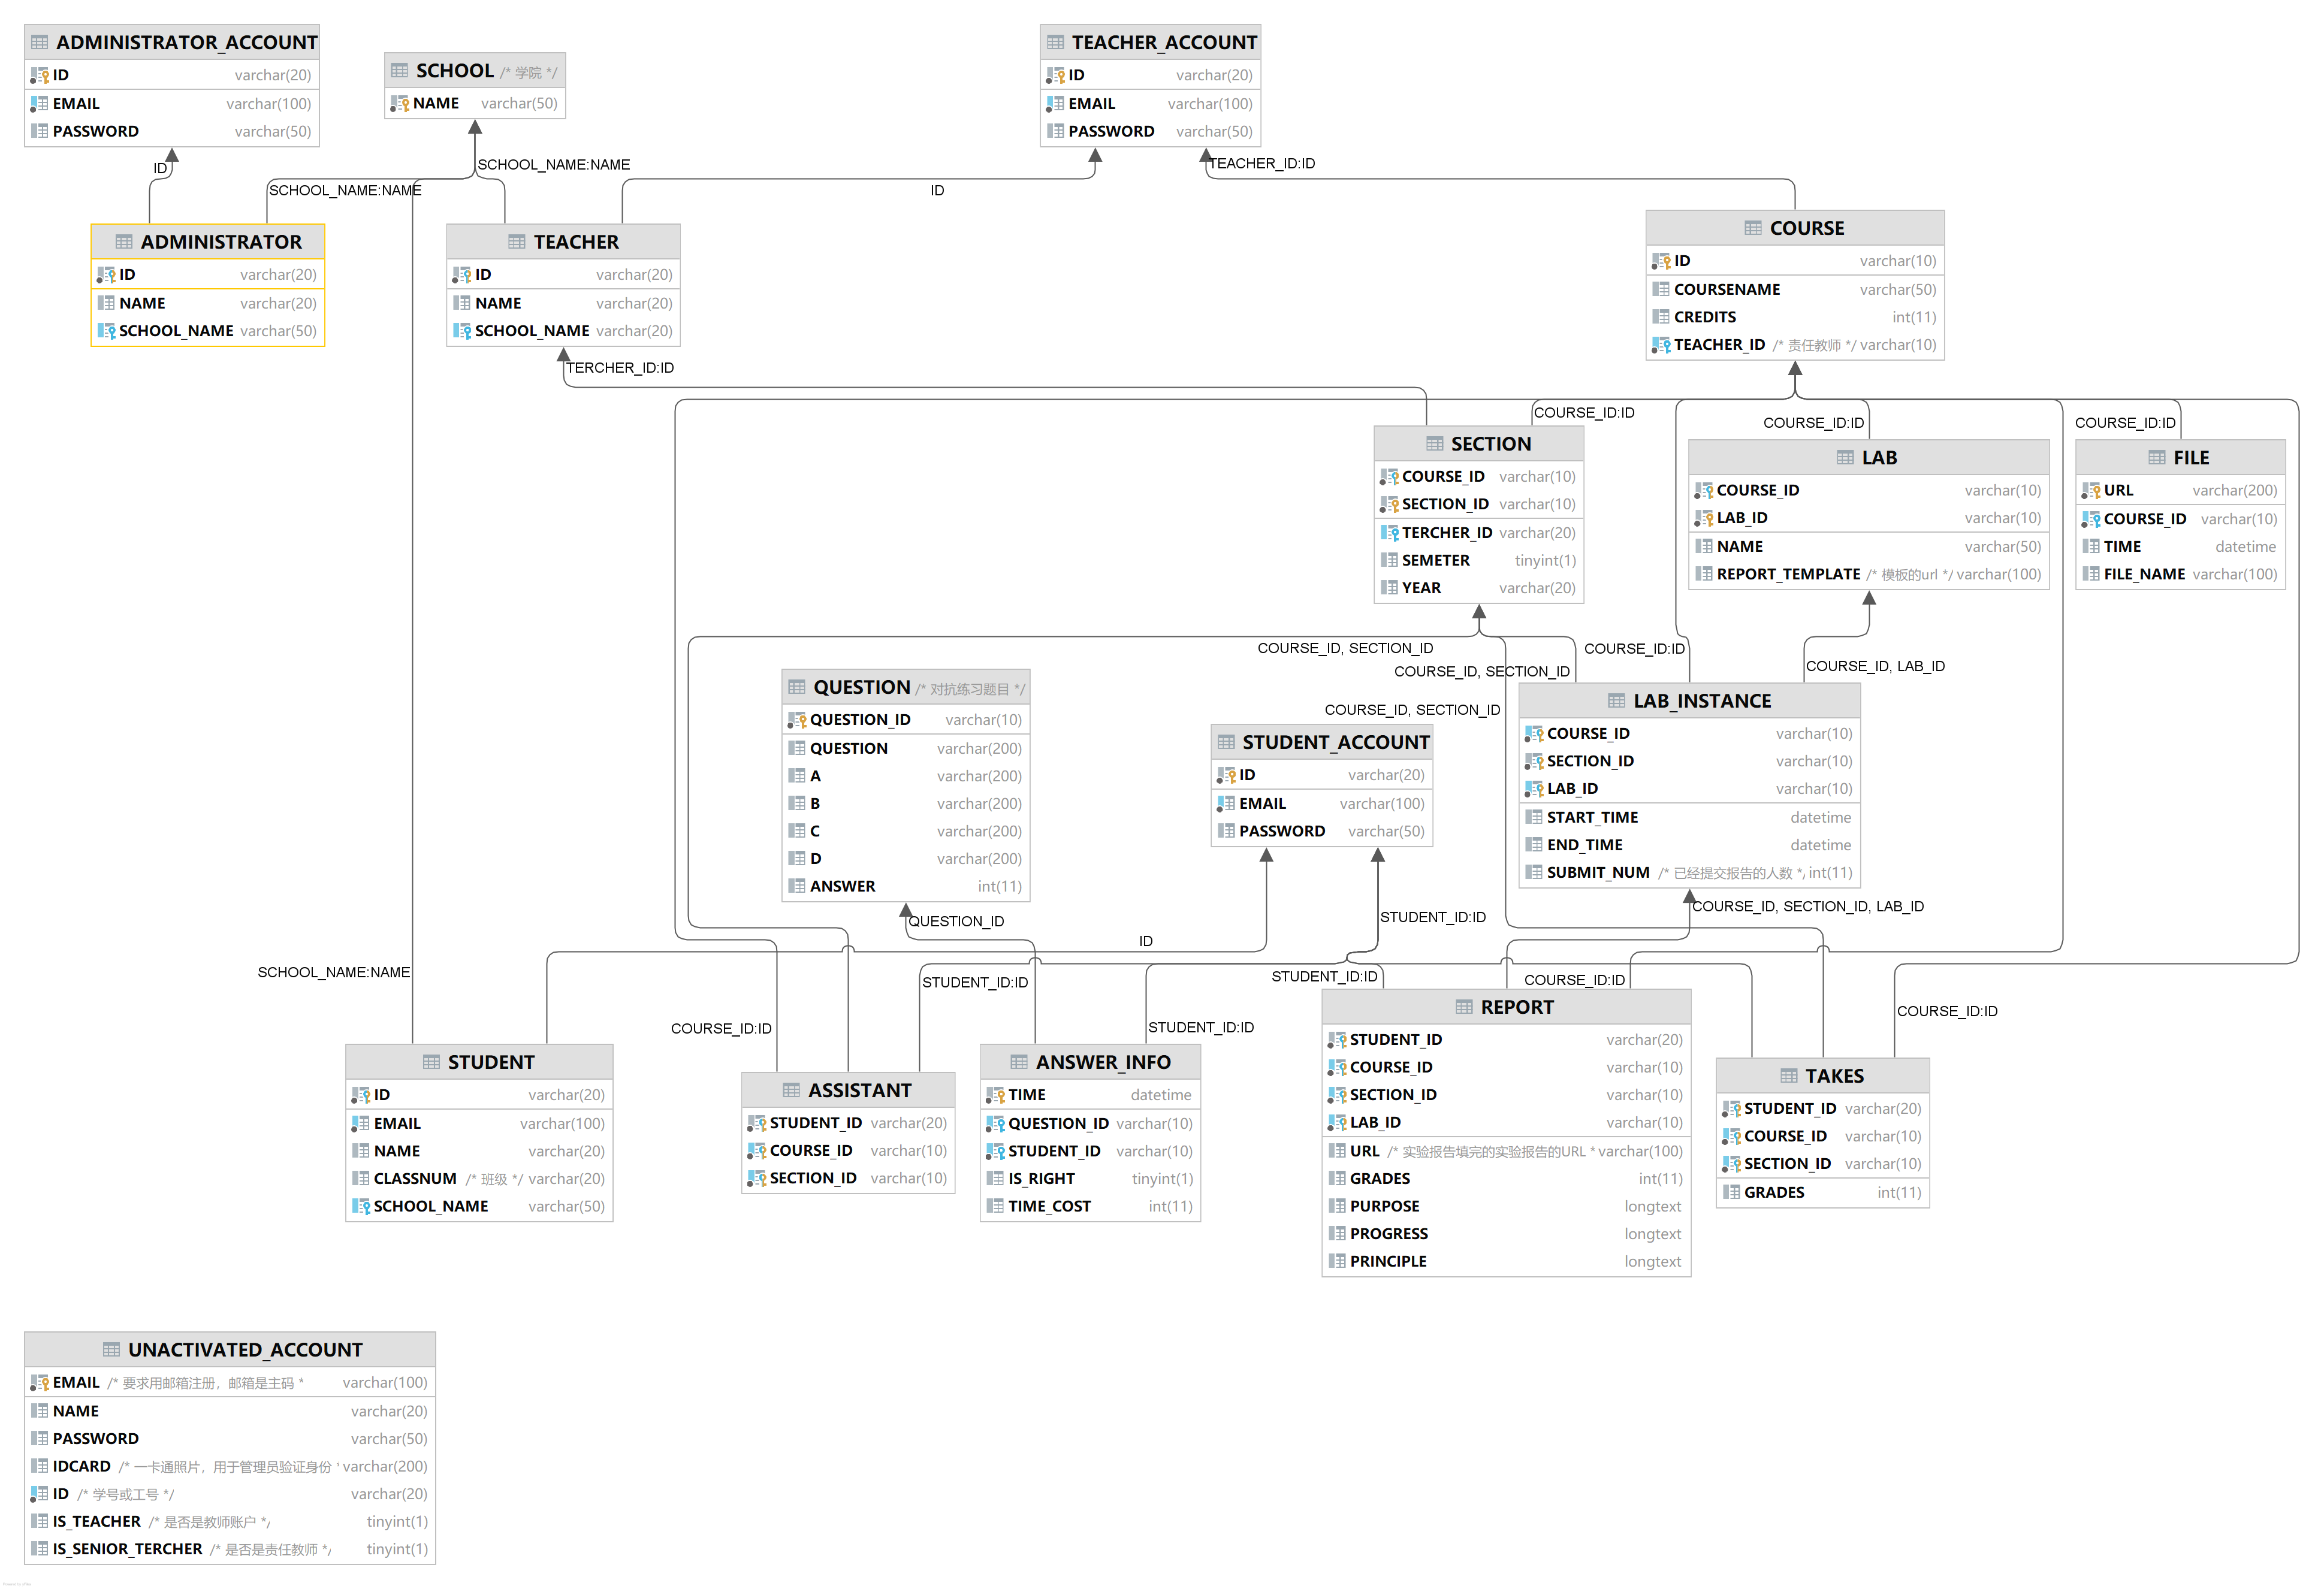 ADMINISTRATOR_ACCOUNT
ID varchar(20)
EMAIL varchar(100)
PASSWORD varchar(50)
SCHOOL /* 学院 */
NAME varchar(50)
TEACHER_ACCOUNT
ID varchar(20)
EMAIL varchar(100)
PASSWORD varchar(50)
ID
SCHOOL_NAME:NAME
SCHOOL_NAME:NAME
ID
TEACHER_ID:ID
ADMINISTRATOR
ID varchar(20)
NAME varchar(20)
SCHOOL_NAME varchar(50)
TEACHER
ID varchar(20)
NAME varchar(20)
SCHOOL_NAME varchar(20)
COURSE
ID varchar(10)
COURSENAME varchar(50)
CREDITS int(11)
TEACHER_ID /* 责任教师 */ varchar(10)
TERCHER_ID:ID
COURSE_ID:ID
COURSE_ID:ID
COURSE_ID:ID
SECTION
COURSE_ID varchar(10)
SECTION_ID varchar(10)
TERCHER_ID varchar(20)
SEMETER tinyint(1)
YEAR varchar(20)
LAB
COURSE_ID varchar(10)
LAB_ID varchar(10)
NAME varchar(50)
REPORT_TEMPLATE /* 模板的url */ varchar(100)
FILE
URL varchar(200)
COURSE_ID varchar(10)
TIME datetime
FILE_NAME varchar(100)
COURSE_ID, SECTION_ID
COURSE_ID:ID
COURSE_ID, SECTION_ID
COURSE_ID, LAB_ID
COURSE_ID, SECTION_ID
QUESTION /* 对抗练习题目 */
QUESTION_ID varchar(10)
QUESTION varchar(200)
A varchar(200)
B varchar(200)
C varchar(200)
D varchar(200)
ANSWER int(11)
STUDENT_ACCOUNT
ID varchar(20)
EMAIL varchar(100)
PASSWORD varchar(50)
LAB_INSTANCE
COURSE_ID varchar(10)
SECTION_ID varchar(10)
LAB_ID varchar(10)
START_TIME datetime
END_TIME datetime
SUBMIT_NUM /* 已经提交报告的人数 */ int(11)
QUESTION_ID
ID
STUDENT_ID:ID
COURSE_ID, SECTION_ID, LAB_ID
SCHOOL_NAME:NAME
STUDENT_ID:ID
STUDENT_ID:ID
COURSE_ID:ID
COURSE_ID:ID
STUDENT_ID:ID
COURSE_ID:ID
STUDENT
ID varchar(20)
EMAIL varchar(100)
NAME varchar(20)
CLASSNUM /* 班级 */ varchar(20)
SCHOOL_NAME varchar(50)
ASSISTANT
STUDENT_ID varchar(20)
COURSE_ID varchar(10)
SECTION_ID varchar(10)
ANSWER_INFO
TIME datetime
QUESTION_ID varchar(10)
STUDENT_ID varchar(10)
IS_RIGHT tinyint(1)
TIME_COST int(11)
REPORT
STUDENT_ID varchar(20)
COURSE_ID varchar(10)
SECTION_ID varchar(10)
LAB_ID varchar(10)
URL /* 实验报告填完的实验报告的URL * varchar(100)
GRADES int(11)
PURPOSE longtext
PROGRESS longtext
PRINCIPLE longtext
TAKES
STUDENT_ID varchar(20)
COURSE_ID varchar(10)
SECTION_ID varchar(10)
GRADES int(11)
UNACTIVATED_ACCOUNT
EMAIL /* 要求用邮箱注册，邮箱是主码 * varchar(100)
NAME varchar(20)
PASSWORD varchar(50)
IDCARD /* 一卡通照片，用于管理员验证身份 * varchar(200)
ID /* 学号或工号 */ varchar(20)
IS_TEACHER /* 是否是教师账户 */ tinyint(1)
IS_SENIOR_TERCHER /* 是否是责任教师 */ tinyint(1)